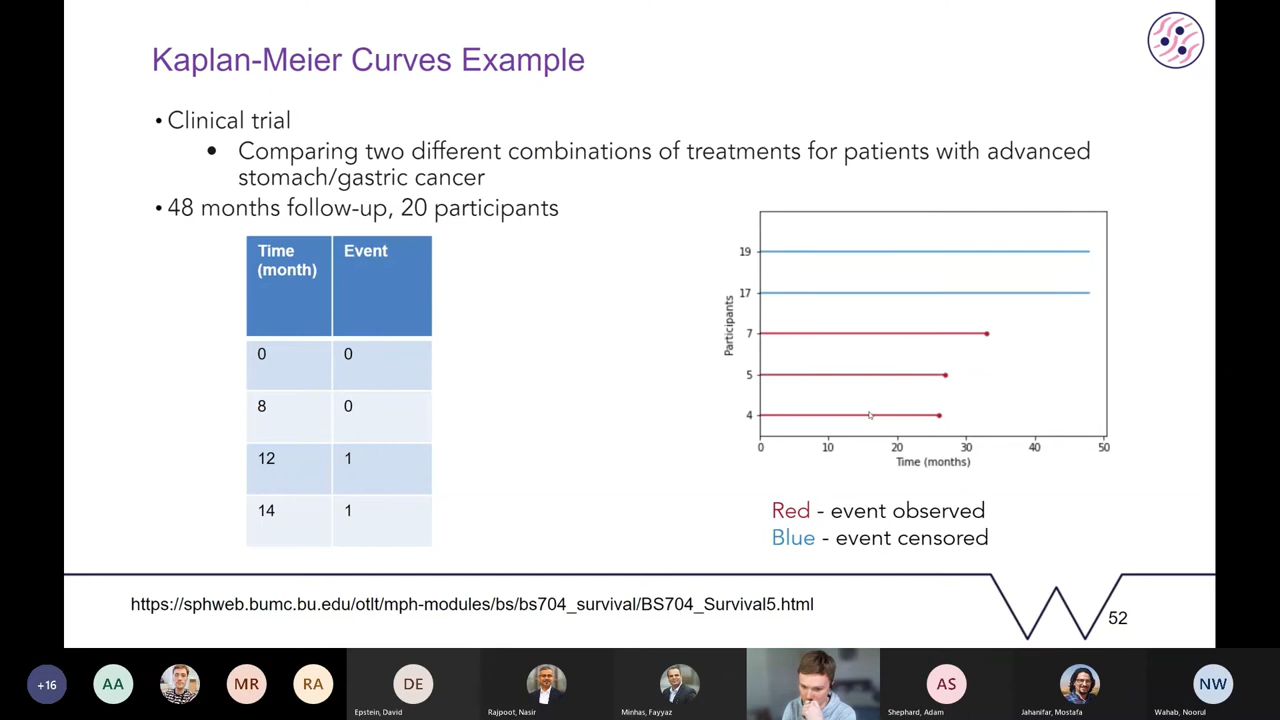 Kaplan-Meier Curves Example
• Clinical trial
• Comparing two different combinations of treatments for patients with advanced
stomach/gastric cancer
• 48 months follow-up, 20 participants
Time
(month)
Event
0 0
8 0
12 1
14 1
19
17
7
5
4
Participants
0 10 20 30 40 50
Time (months)
Red - event observed
Blue - event censored
https://sphweb.bumc.bu.edu/otlt/mph-modules/bs/bs704_survival/BS704_Survival5.html
52
+16 AA MR RA DE AS NW
Epstein, David Rajpoot, Nasir Minhas, Fayyaz Shephard, Adam Jahanifar, Mostafa Wahab, Noorul